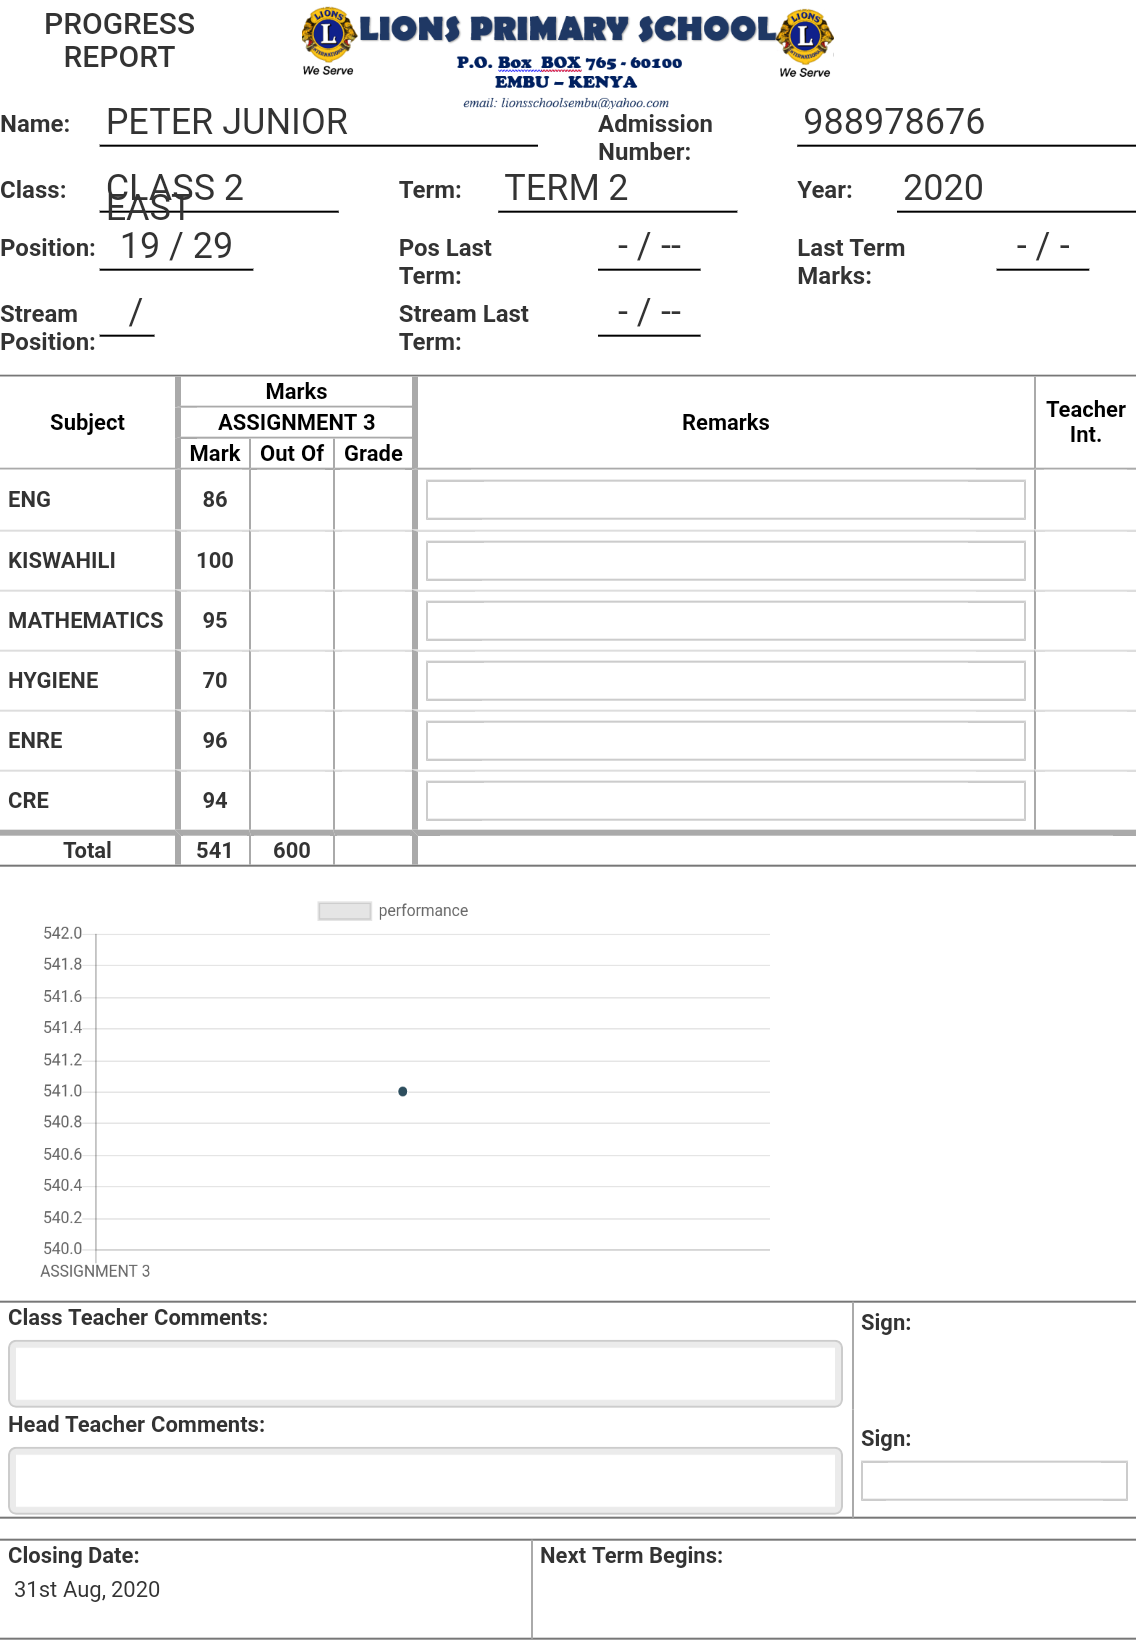 PROGRESS
REPORT
LIONS PRIMARY SCHOOL
We Serve
We Serve
P.O. Box BOX 765 - 60100
EMBU – KENYA
email: lionsschoolsembu@yahoo.com
Name: PETER JUNIOR Admission Number: 988978676
Class: CLASS 2 EAST Term: TERM 2 Year: 2020
Position: 19 / 29 Pos Last Term: - / -- Last Term Marks: - / -
Stream Position: / Stream Last Term: - / --
Subject Marks Remarks Teacher Int.
ASSIGNMENT 3
Mark Out Of Grade
ENG 86
KISWAHILI 100
MATHEMATICS 95
HYGIENE 70
ENRE 96
CRE 94
Total 541 600
performance
542.0
541.8
541.6
541.4
541.2
541.0
540.8
540.6
540.4
540.2
540.0
ASSIGNMENT 3
Class Teacher Comments: Sign:
Head Teacher Comments: Sign:
Closing Date: Next Term Begins:
31st Aug, 2020